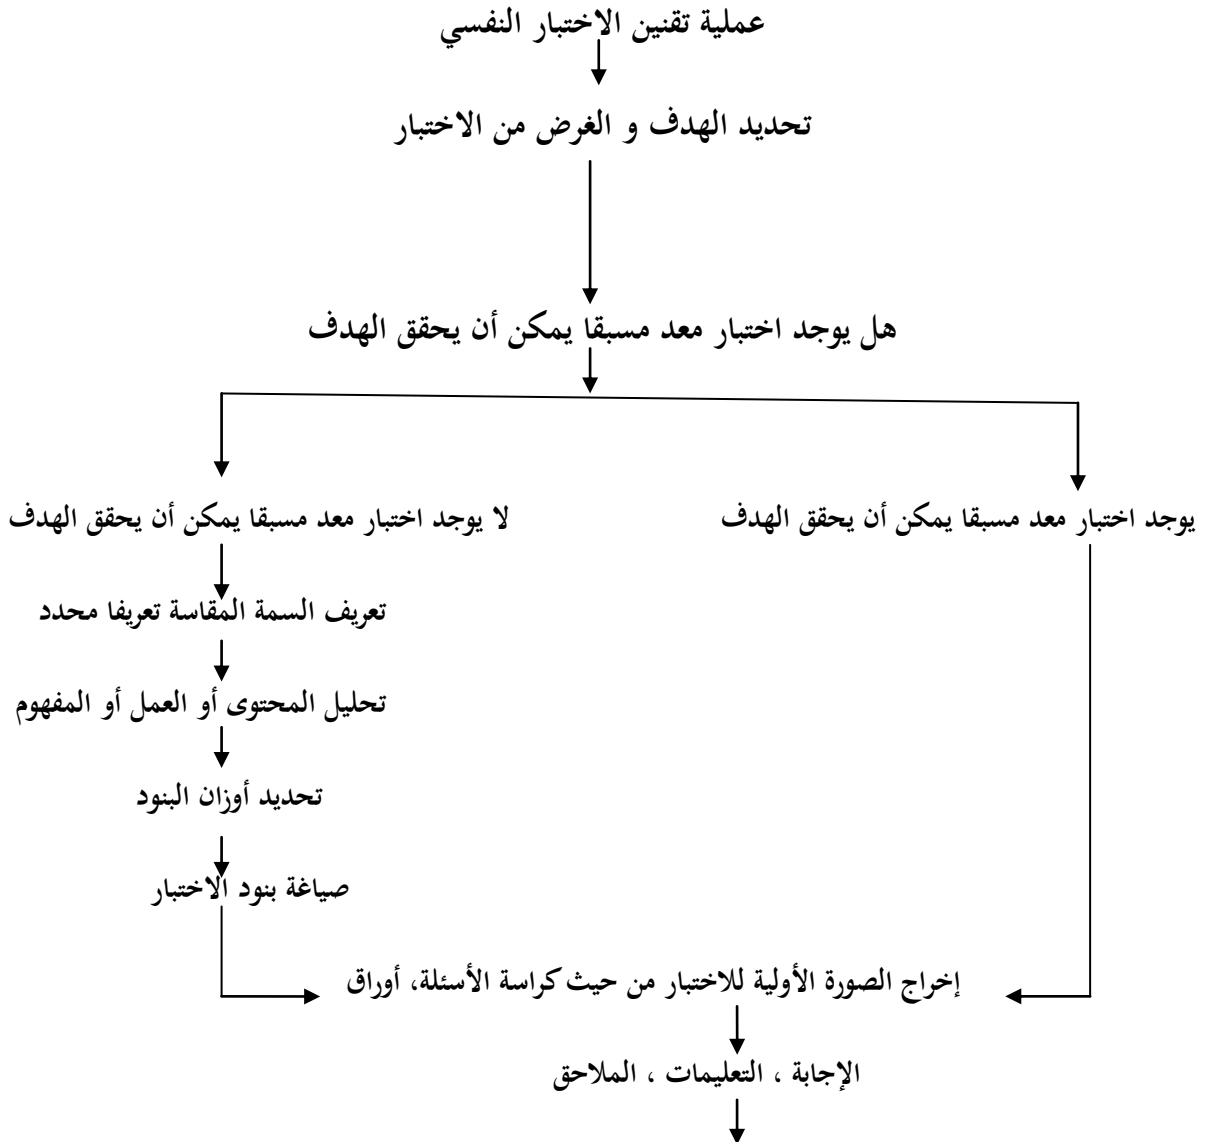 عملية تقنين الاختبار النفسي
تحديد الهدف و الغرض من الاختبار
هل يوجد اختبار معد مسبقا يمكن أن يحقق الهدف
يوجد اختبار معد مسبقا يمكن أن يحقق الهدف
لا يوجد اختبار معد مسبقا يمكن أن يحقق الهدف
تعريف السمة المقاسة تعريفا محدد
تحليل المحتوى أو العمل أو المفهوم
تحديد أوزان البنود
صياغة بنود الاختبار
إخراج الصورة الأولية للاختبار من حيث كراسة الأسئلة، أوراق
الإجابة ، التعليمات ، الملاحق